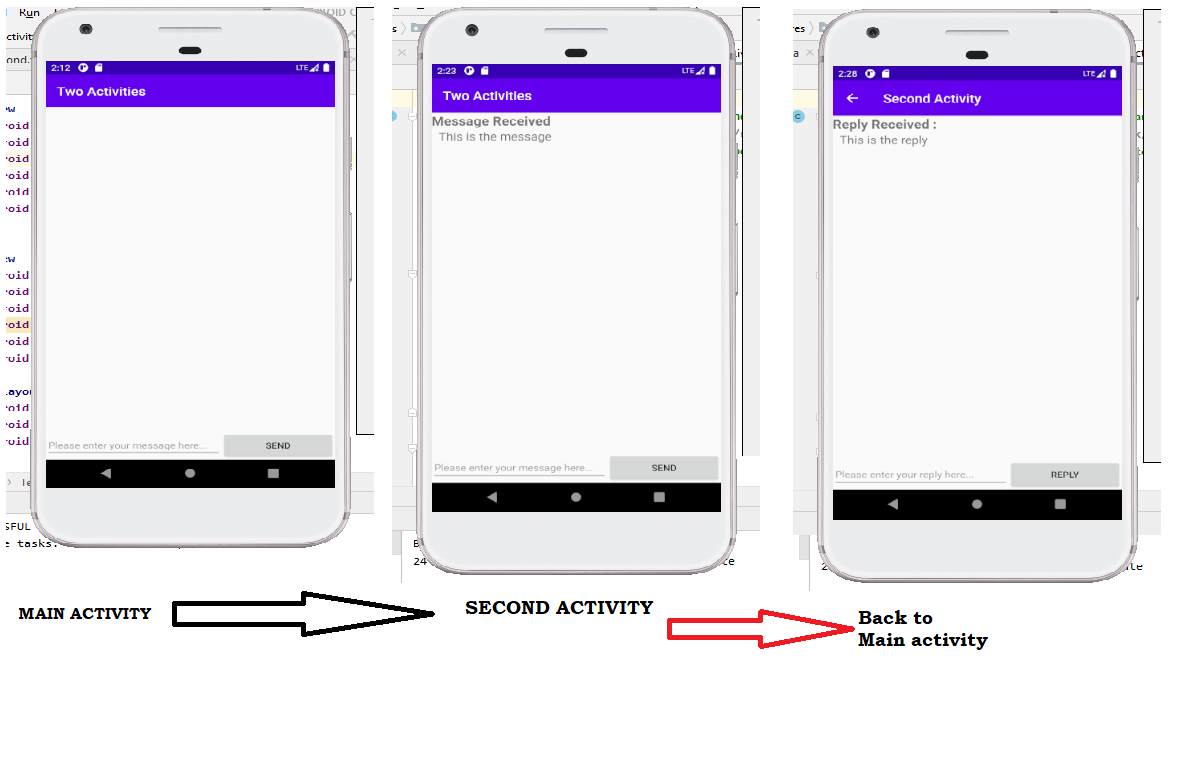 Run
2:12
LTE
Two Activities
Please enter your message here...
SEND
2:23
LTE
Two Activities
Message Received
This is the message
Please enter your message here...
SEND
2:28
LTE
Second Activity
Reply Received :
This is the reply
Please enter your reply here...
REPLY
MAIN ACTIVITY
SECOND ACTIVITY
Back to
Main activity